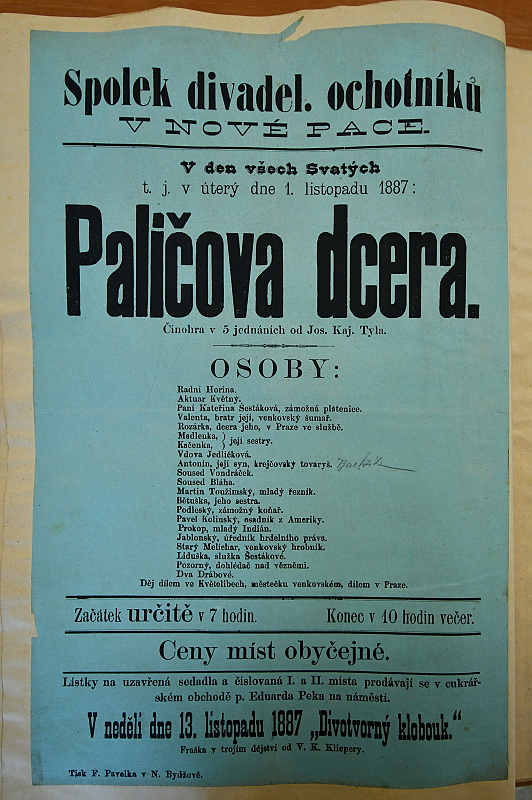 Spolek divadel. ochotníků
V NOVÉ PACE.
V den všech Svatých
t. j. v úterý dne 1. listopadu 1887:
Paličova dcera.
Činohra v 5 jednáních od Jos. Kaj. Tyla.
OSOBY:
Radní Horina.
Aktuar Květný.
Paní Kateřina Šestáková, zámožná plátenice.
Valenta, bratr její, venkovský šumař.
Rozárka, dcera jeho, v Praze ve službě.
Madlenka, }
Kačenka, } její sestry.
Vdova Jedličková.
Antonín, její syn, krejčovský tovaryš.
Soused Vondráček.
Soused Bláha.
Martin Toužimský, mladý řezník.
Bětuška, jeho sestra.
Podleský, zámožný koňař.
Pavel Kolínský, osadník z Ameriky.
Prokop, mladý Indián.
Jablonský, úředník hrdelního práva.
Starý Melichar, venkovský hrobník.
Liduška, služka Šestákové.
Pozorný, dohlédač nad vězněmi.
Dva Drábové.
Děj dílem ve Květolibech, městečku venkovském, dílem v Praze.
Začátek určitě v 7 hodin. Konec v 10 hodin večer.
Ceny míst obyčejné.
Lístky na uzavřená sedadla a číslovaná I. a II. místa prodávají se v cukrář-
ském obchodě p. Eduarda Peka na náměstí.
V neděli dne 13. listopadu 1887 „Divotvorný klobouk.“
Fraška v trojím dějství od V. K. Klicpery.
Tisk F. Pavelka v N. Bydžově.